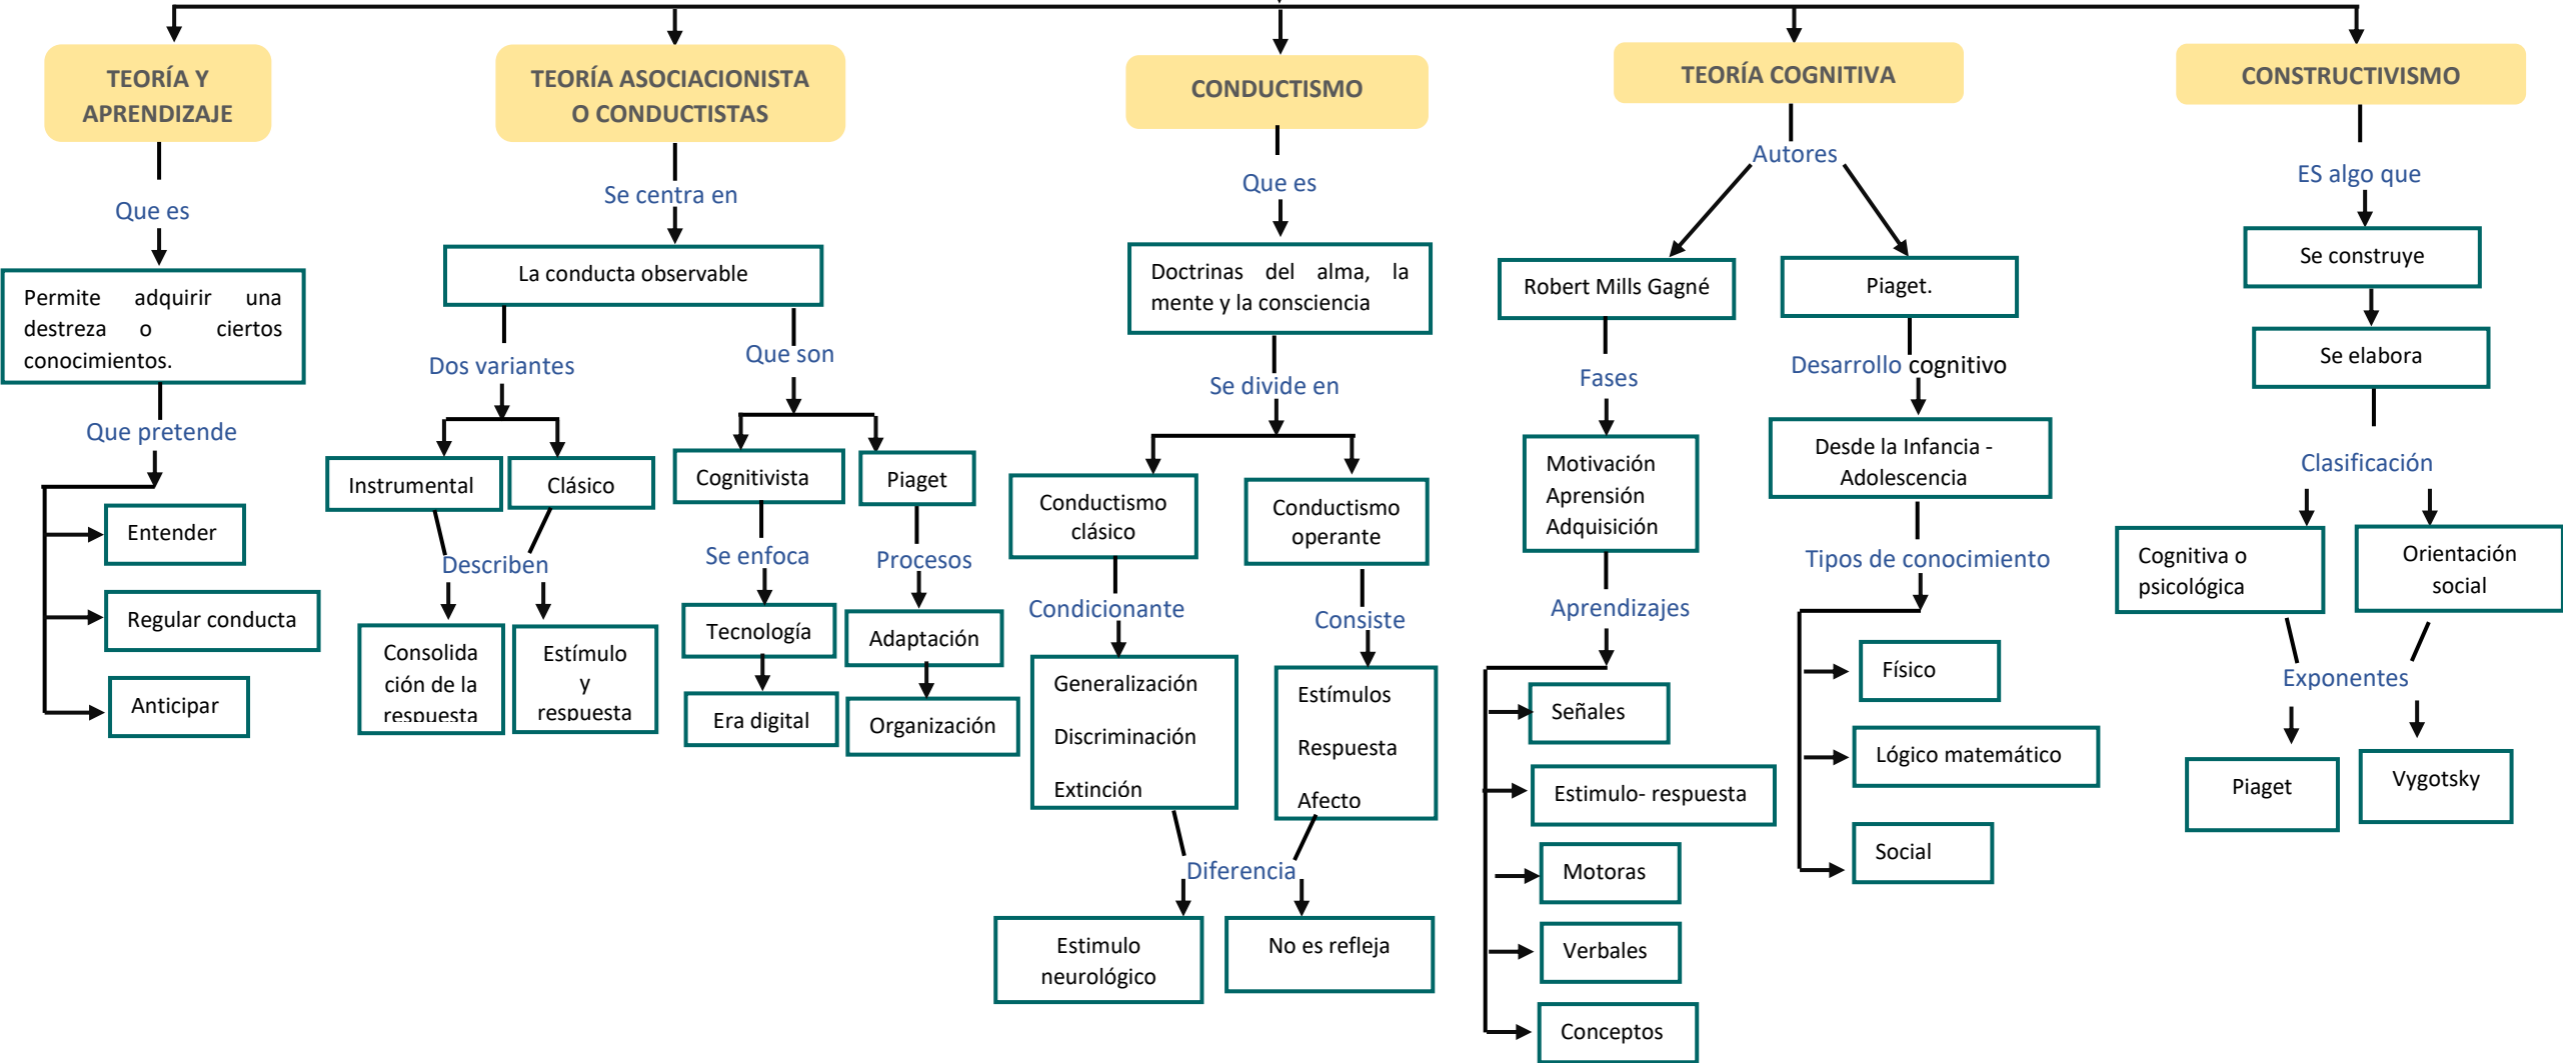 TEORÍA Y
APRENDIZAJE
Que es
Permite adquirir una
destreza o ciertos
conocimientos.
Que pretende
Entender
Regular conducta
Anticipar
TEORÍA ASOCIACIONISTA
O CONDUCTISTAS
Se centra en
La conducta observable
Dos variantes
Instrumental
Clásico
Describen
Consolida
ción de la
respuesta
Estímulo
y
respuesta
Que son
Cognitivista
Se enfoca
Tecnología
Era digital
Piaget
Procesos
Adaptación
Organización
CONDUCTISMO
Que es
Doctrinas del alma, la
mente y la consciencia
Se divide en
Conductismo
clásico
Condicionante
Generalización
Discriminación
Extinción
Conductismo
operante
Consiste
Estímulos
Respuesta
Afecto
Diferencia
Estimulo
neurológico
No es refleja
TEORÍA COGNITIVA
Autores
Robert Mills Gagné
Fases
Motivación
Aprensión
Adquisición
Aprendizajes
Señales
Estimulo- respuesta
Motoras
Verbales
Conceptos
Piaget.
Desarrollo cognitivo
Desde la Infancia -
Adolescencia
Tipos de conocimiento
Físico
Lógico matemático
Social
CONSTRUCTIVISMO
ES algo que
Se construye
Se elabora
Clasificación
Cognitiva o
psicológica
Orientación
social
Exponentes
Piaget
Vygotsky